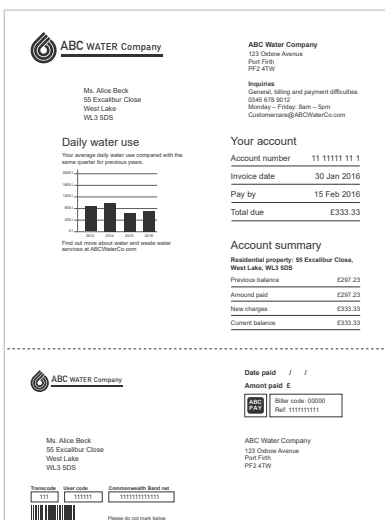 ABC WATER Company
ABC Water Company
123 Oxbow Avenue
Port Firth
PF2 4TW
Inquiries
General, billing and payment difficulties
0345 678 9012
Monday – Friday: 8am – 5pm
Customercare@ABCWaterCo.com
Ms. Alice Beck
55 Excalibur Close
West Lake
WL3 5DS
Daily water use
Your average daily water use compared with the
same quarter for previous years.
Find out more about water and waste water
services at ABCWaterCo.com
Your account
Account number 11 11111 11 1
Invoice date 30 Jan 2016
Pay by 15 Feb 2016
Total due £333.33
Account summary
Residential property: 55 Excalibur Close,
West Lake, WL3 5DS
Previous balance £297.23
Amound paid £297.23
New charges £333.33
Current balance £333.33
ABC WATER Company
Date paid / /
Amont paid £
ABC
PAY
Biller code: 00000
Ref: 1111111111
Ms. Alice Beck
55 Excalibur Close
West Lake
WL3 5DS
ABC Water Company
123 Oxbow Avenue
Port Firth
PF2 4TW
Transcode User code Commonwealth Band net
111 111111 1111111111111
Please do not mark below